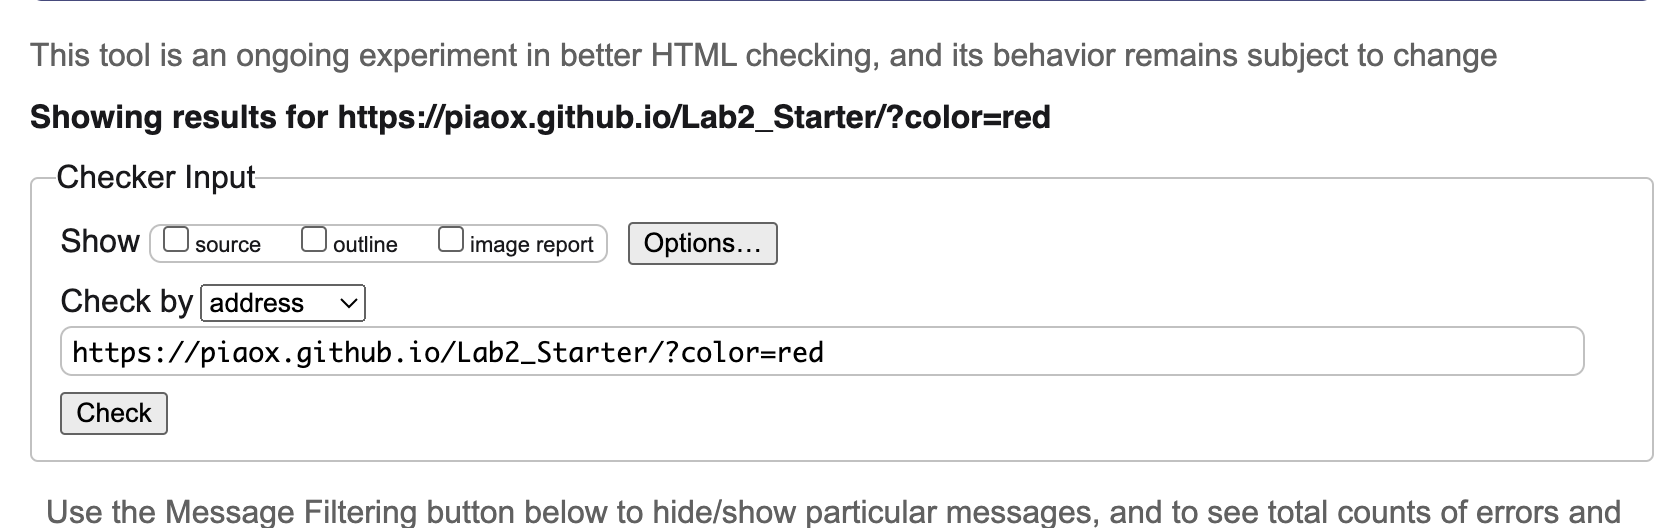 This tool is an ongoing experiment in better HTML checking, and its behavior remains subject to change
Showing results for https://piaox.github.io/Lab2_Starter/?color=red
Checker Input
Show source outline image report Options...
Check by address
https://piaox.github.io/Lab2_Starter/?color=red
Check
Use the Message Filtering button below to hide/show particular messages, and to see total counts of errors and